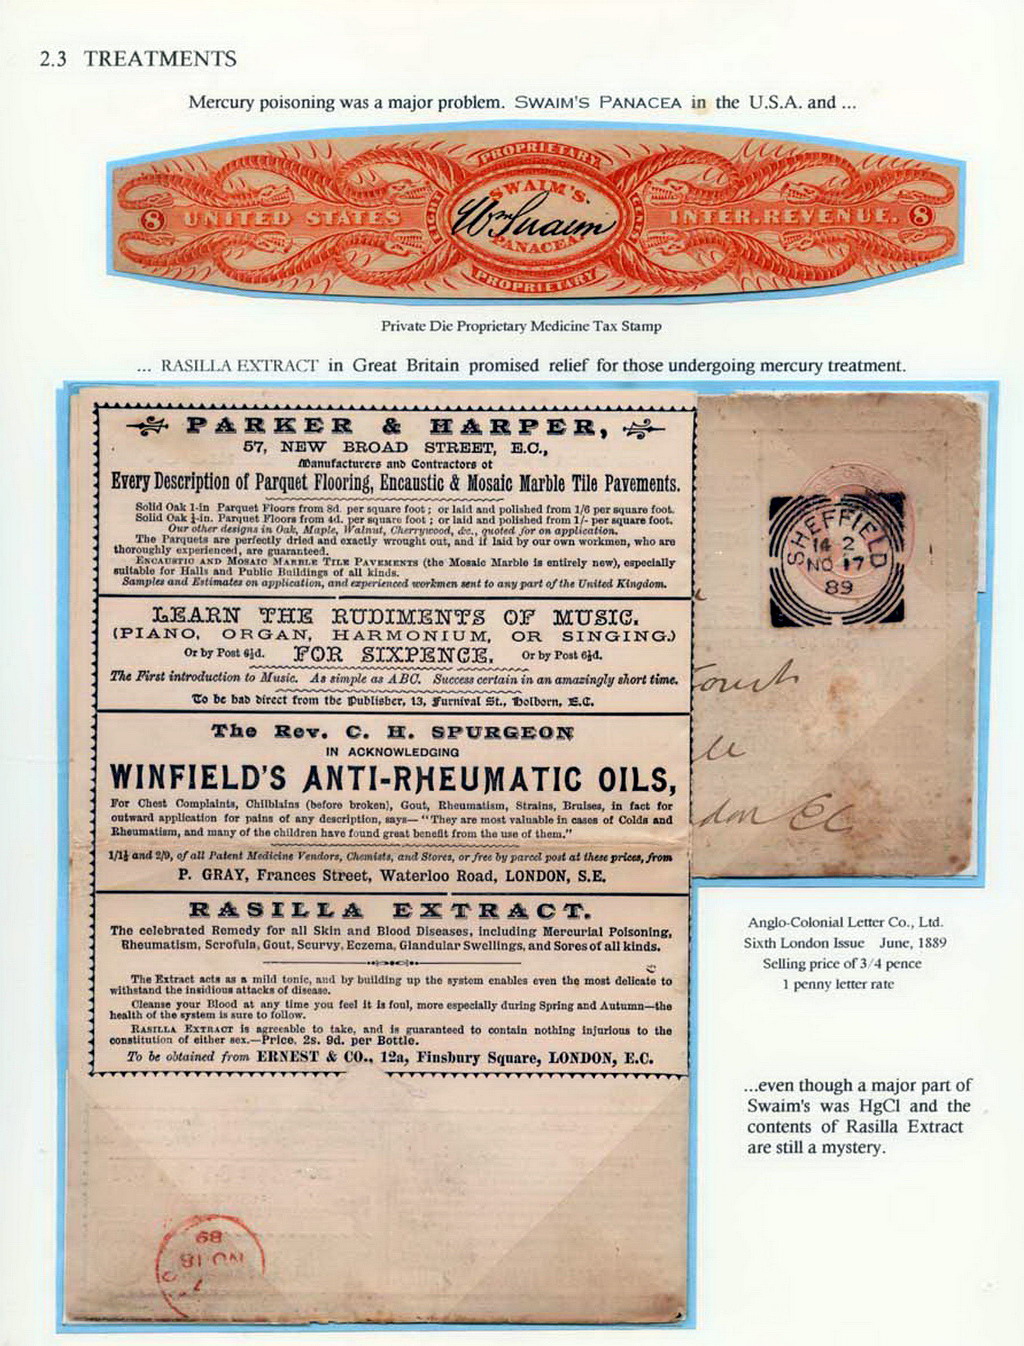 2.3 TREATMENTS
Mercury poisoning was a major problem. SWAIM'S PANACEA in the U.S.A. and ...
PROPRIETARY
SWAIM'S
8 UNITED STATES
EIGHT
Wm Swaim
CENTS
INTER. REVENUE. 8
PANACEA
PROPRIETARY
Private Die Proprietary Medicine Tax Stamp
... RASILLA EXTRACT in Great Britain promised relief for those undergoing mercury treatment.
PARKER & HARPER,
57, NEW BROAD STREET, E.C.,
Manufacturers and Contractors of
Every Description of Parquet Flooring, Encaustic & Mosaic Marble Tile Pavements.
Solid Oak 1-in Parquet Floors from 8d. per square foot; or laid and polished from 1/6 per square foot.
Solid Oak ¼-in. Parquet Floors from 4d. per square foot; or laid and polished from 1/- per square foot.
Our other designs in Oak, Maple, Walnut, Cherrywood, &c., quoted for on application.
The Parquets are perfectly dried and exactly wrought out, and if laid by our own workmen, who are
thoroughly experienced, are guaranteed.
ENCAUSTIC AND MOSAIC MARBLE TILE PAVEMENTS (the Mosaic Marble is entirely new), especially
suitable for Halls and Public Buildings of all kinds.
Samples and Estimates on application, and experienced workmen sent to any part of the United Kingdom.
LEARN THE RUDIMENTS OF MUSIC.
(PIANO, ORGAN, HARMONIUM, OR SINGING.)
Or by Post 6½d. FOR SIXPENCE. Or by Post 6½d.
The First introduction to Music. As simple as ABC. Success certain in an amazingly short time.
To be had direct from the Publisher, 13, Furnival St., Holborn, E.C.
The Rev. C. H. SPURGEON
IN ACKNOWLEDGING
WINFIELD'S ANTI-RHEUMATIC OILS,
For Chest Complaints, Chilblains (before broken), Gout, Rheumatism, Strains, Bruises, in fact for
outward application for pains of any description, says— "They are most valuable in cases of Colds and
Rheumatism, and many of the children have found great benefit from the use of them."
1/1½ and 2/9, of all Patent Medicine Vendors, Chemists, and Stores, or free by parcel post at these prices, from
P. GRAY, Frances Street, Waterloo Road, LONDON, S.E.
RASILLA EXTRACT.
The celebrated Remedy for all Skin and Blood Diseases, including Mercurial Poisoning,
Rheumatism, Scrofula, Gout, Scurvy, Eczema, Glandular Swellings, and Sores of all kinds.
The Extract acts as a mild tonic, and by building up the system enables even the most delicate to
withstand the insidious attacks of disease.
Cleanse your Blood at any time you feel it is foul, more especially during Spring and Autumn—the
health of the system is sure to follow.
RASILLA EXTRACT is agreeable to take, and is guaranteed to contain nothing injurious to the
constitution of either sex.—Price, 2s. 9d. per Bottle.
To be obtained from ERNEST & CO., 12a, Finsbury Square, LONDON, E.C.
SHEFFIELD
14 2
NO 17
89
don EC
Anglo-Colonial Letter Co., Ltd.
Sixth London Issue June, 1889
Selling price of 3/4 pence
1 penny letter rate
...even though a major part of
Swaim's was HgCl and the
contents of Rasilla Extract
are still a mystery.
89
NO 18